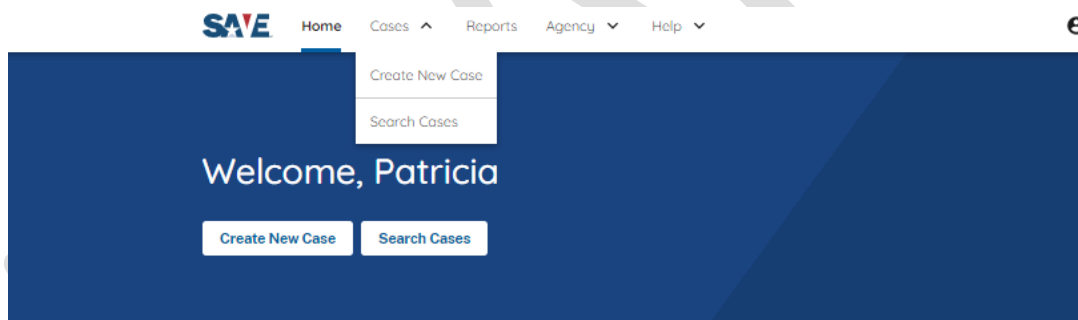 SAVE Home Cases Reports Agency Help
Create New Case
Search Cases
Welcome, Patricia
Create New Case Search Cases